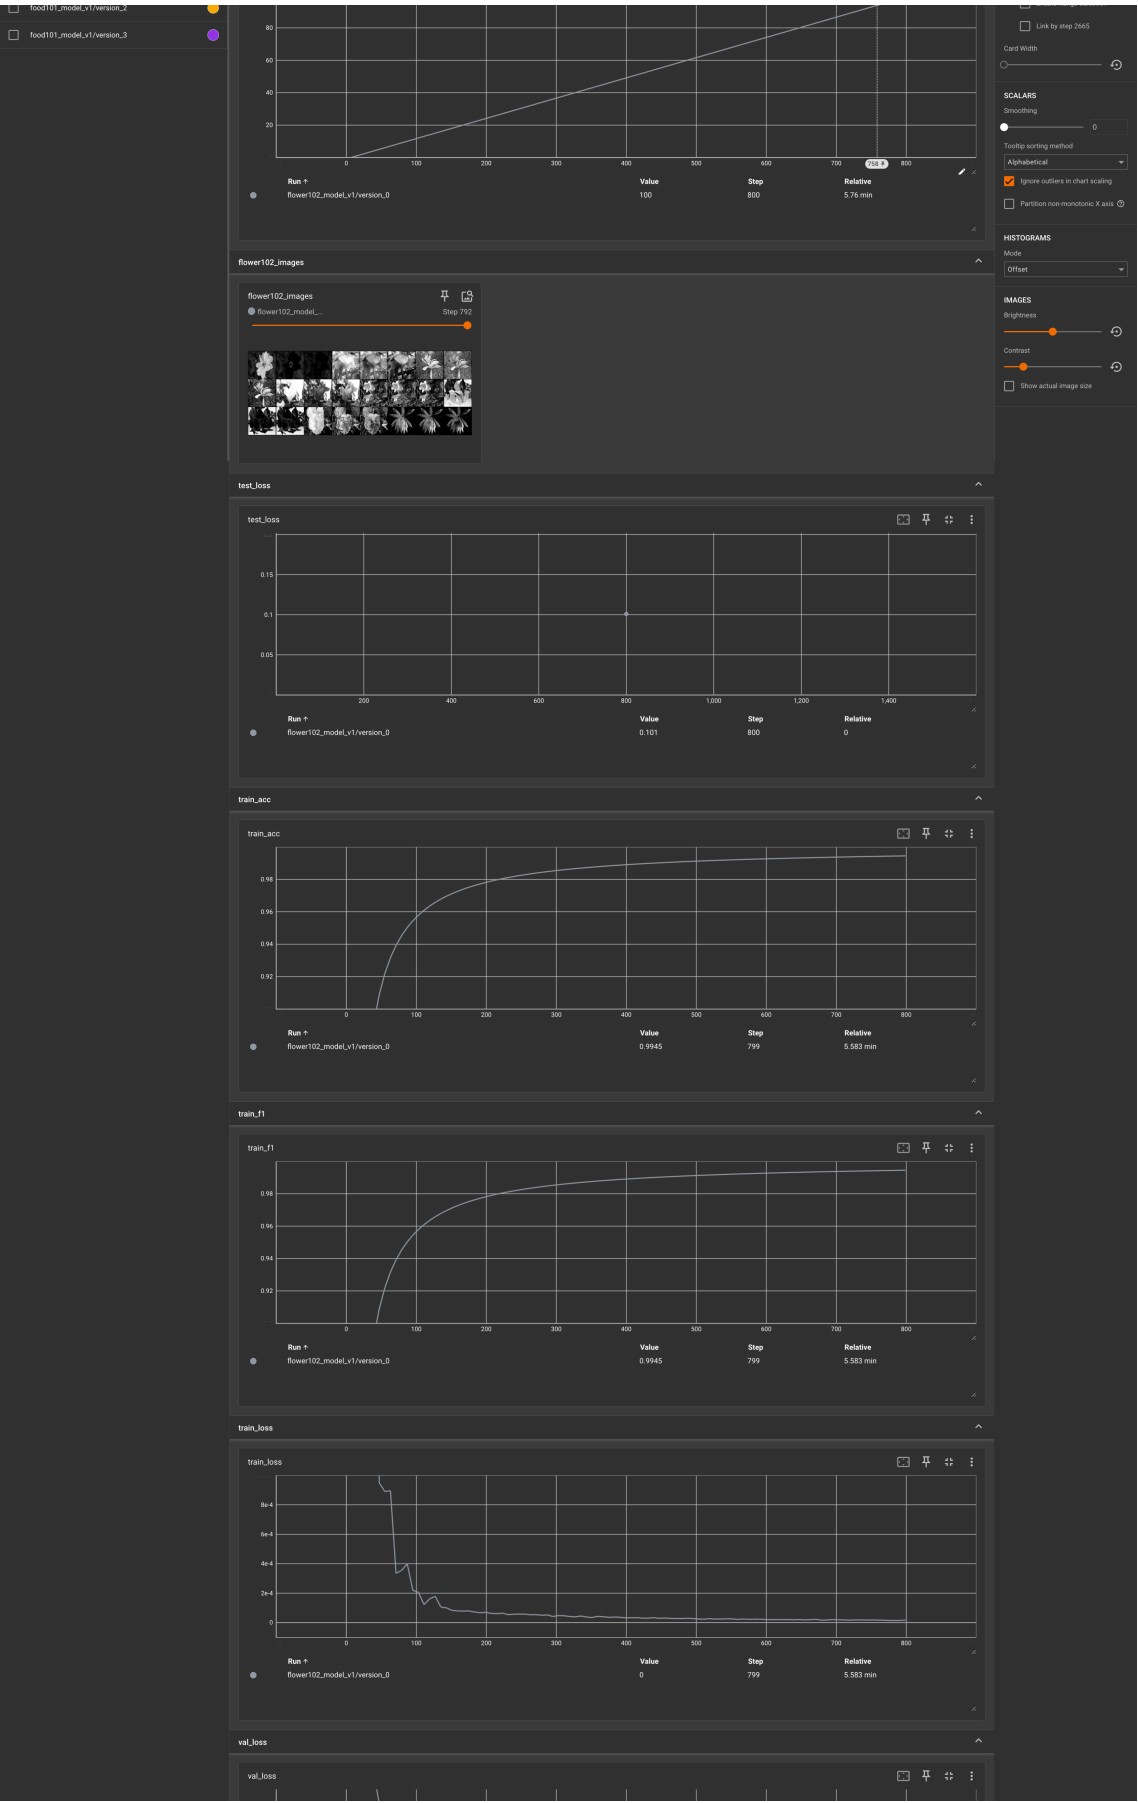 food101_model_v1/version_2
food101_model_v1/version_3
80
60
40
20
0 100 200 300 400 500 600 700 758 800
Run ↑ Value Step Relative
flower102_model_v1/version_0 100 800 5.76 min
flower102_images
flower102_images
flower102_model_... Step 792
test_loss
test_loss
0.15
0.1
0.05
200 400 600 800 1,000 1,200 1,400
Run ↑ Value Step Relative
flower102_model_v1/version_0 0.101 800 0
train_acc
train_acc
0.98
0.96
0.94
0.92
0 100 200 300 400 500 600 700 800
Run ↑ Value Step Relative
flower102_model_v1/version_0 0.9945 799 5.583 min
train_f1
train_f1
0.98
0.96
0.94
0.92
0 100 200 300 400 500 600 700 800
Run ↑ Value Step Relative
flower102_model_v1/version_0 0.9945 799 5.583 min
train_loss
train_loss
8e-4
6e-4
4e-4
2e-4
0
0 100 200 300 400 500 600 700 800
Run ↑ Value Step Relative
flower102_model_v1/version_0 0 799 5.583 min
val_loss
val_loss
Link by step 2665
Card Width
SCALARS
Smoothing
0
Tooltip sorting method
Alphabetical
Ignore outliers in chart scaling
Partition non-monotonic X axis
HISTOGRAMS
Mode
Offset
IMAGES
Brightness
Contrast
Show actual image size